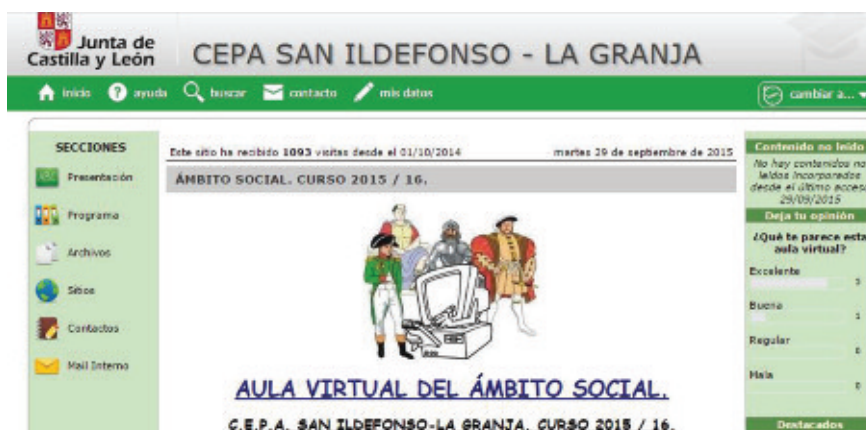 Junta de
Castilla y León
CEPA SAN ILDEFONSO - LA GRANJA
inicio ayuda buscar contacto mis datos cambiar a...
SECCIONES
Presentación
Programa
Archivos
Sitios
Contactos
Mail Interno
Este sitio ha recibido 1093 visitas desde el 01/10/2014 martes 29 de septiembre de 2015
ÁMBITO SOCIAL. CURSO 2015 / 16.
AULA VIRTUAL DEL ÁMBITO SOCIAL.
C.E.P.A. SAN ILDEFONSO-LA GRANJA. CURSO 2015 / 16.
Contenido no leído
No hay contenidos no
leídos incorporados
desde el último acceso
29/09/2015
Deja tu opinión
¿Qué te parece esta
aula virtual?
Excelente
Buena
1
Regular
0
Mala
0
Destacados